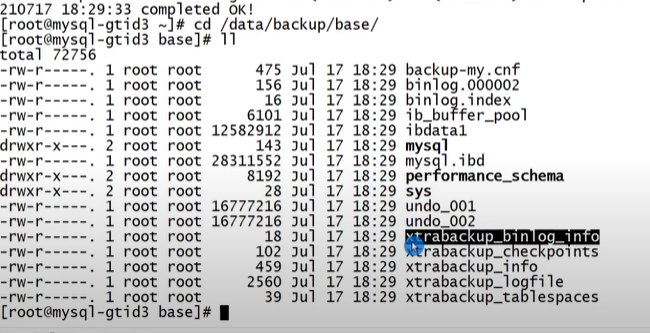 210717 18:29:33 completed OK!
[root@mysql-gtid3 ~]# cd /data/backup/base/
[root@mysql-gtid3 base]# ll
total 72756
-rw-r-----. 1 root root      475 Jul 17 18:29 backup-my.cnf
-rw-r-----. 1 root root      156 Jul 17 18:29 binlog.000002
-rw-r-----. 1 root root       16 Jul 17 18:29 binlog.index
-rw-r-----. 1 root root     6101 Jul 17 18:29 ib_buffer_pool
-rw-r-----. 1 root root 12582912 Jul 17 18:29 ibdata1
drwxr-x---. 2 root root      143 Jul 17 18:29 mysql
-rw-r-----. 1 root root 28311552 Jul 17 18:29 mysql.ibd
drwxr-x---. 2 root root     8192 Jul 17 18:29 performance_schema
drwxr-x---. 2 root root       28 Jul 17 18:29 sys
-rw-r-----. 1 root root 16777216 Jul 17 18:29 undo_001
-rw-r-----. 1 root root 16777216 Jul 17 18:29 undo_002
-rw-r-----. 1 root root       18 Jul 17 18:29 xtrabackup_binlog_info
-rw-r-----. 1 root root      102 Jul 17 18:29 xtrabackup_checkpoints
-rw-r-----. 1 root root      459 Jul 17 18:29 xtrabackup_info
-rw-r-----. 1 root root     2560 Jul 17 18:29 xtrabackup_logfile
-rw-r-----. 1 root root       39 Jul 17 18:29 xtrabackup_tablespaces
[root@mysql-gtid3 base]#